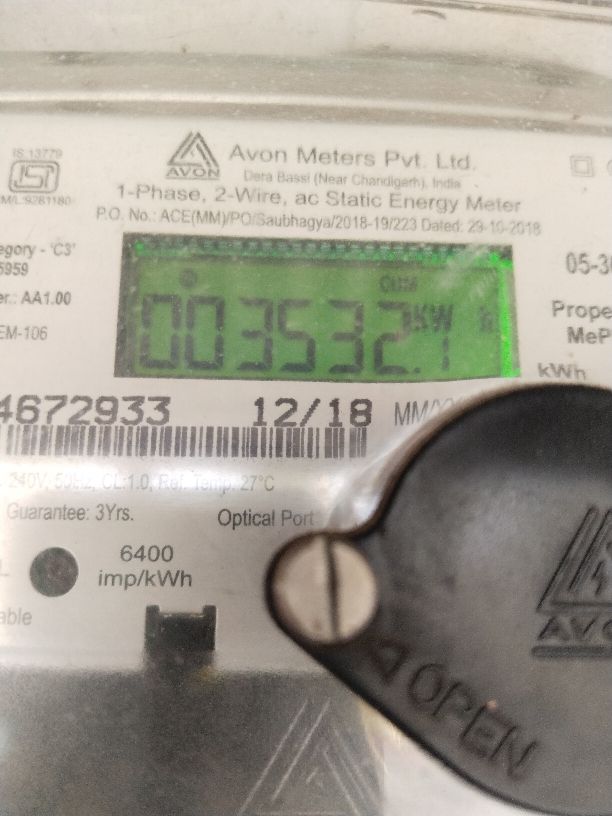 IS:13779
ISI
M/L:9281180
AVON
Avon Meters Pvt. Ltd.
Dera Bassi (Near Chandigarh), India
1-Phase, 2-Wire, ac Static Energy Meter
P.O. No.: ACE(MM)/PO/Saubhagya/2018-19/223 Dated: 29-10-2018
egory - 'C3'
5959
er.: AA1.00
EM-106
CUM
003532.1 KW h
05-30
Prope
MeP
kWh
4672933 12/18 MM/
240V, 50Hz, CL:1.0, Ref. Temp. 27°C
Guarantee: 3Yrs.
Optical Port
L
6400
imp/kWh
able
AVO
OPEN